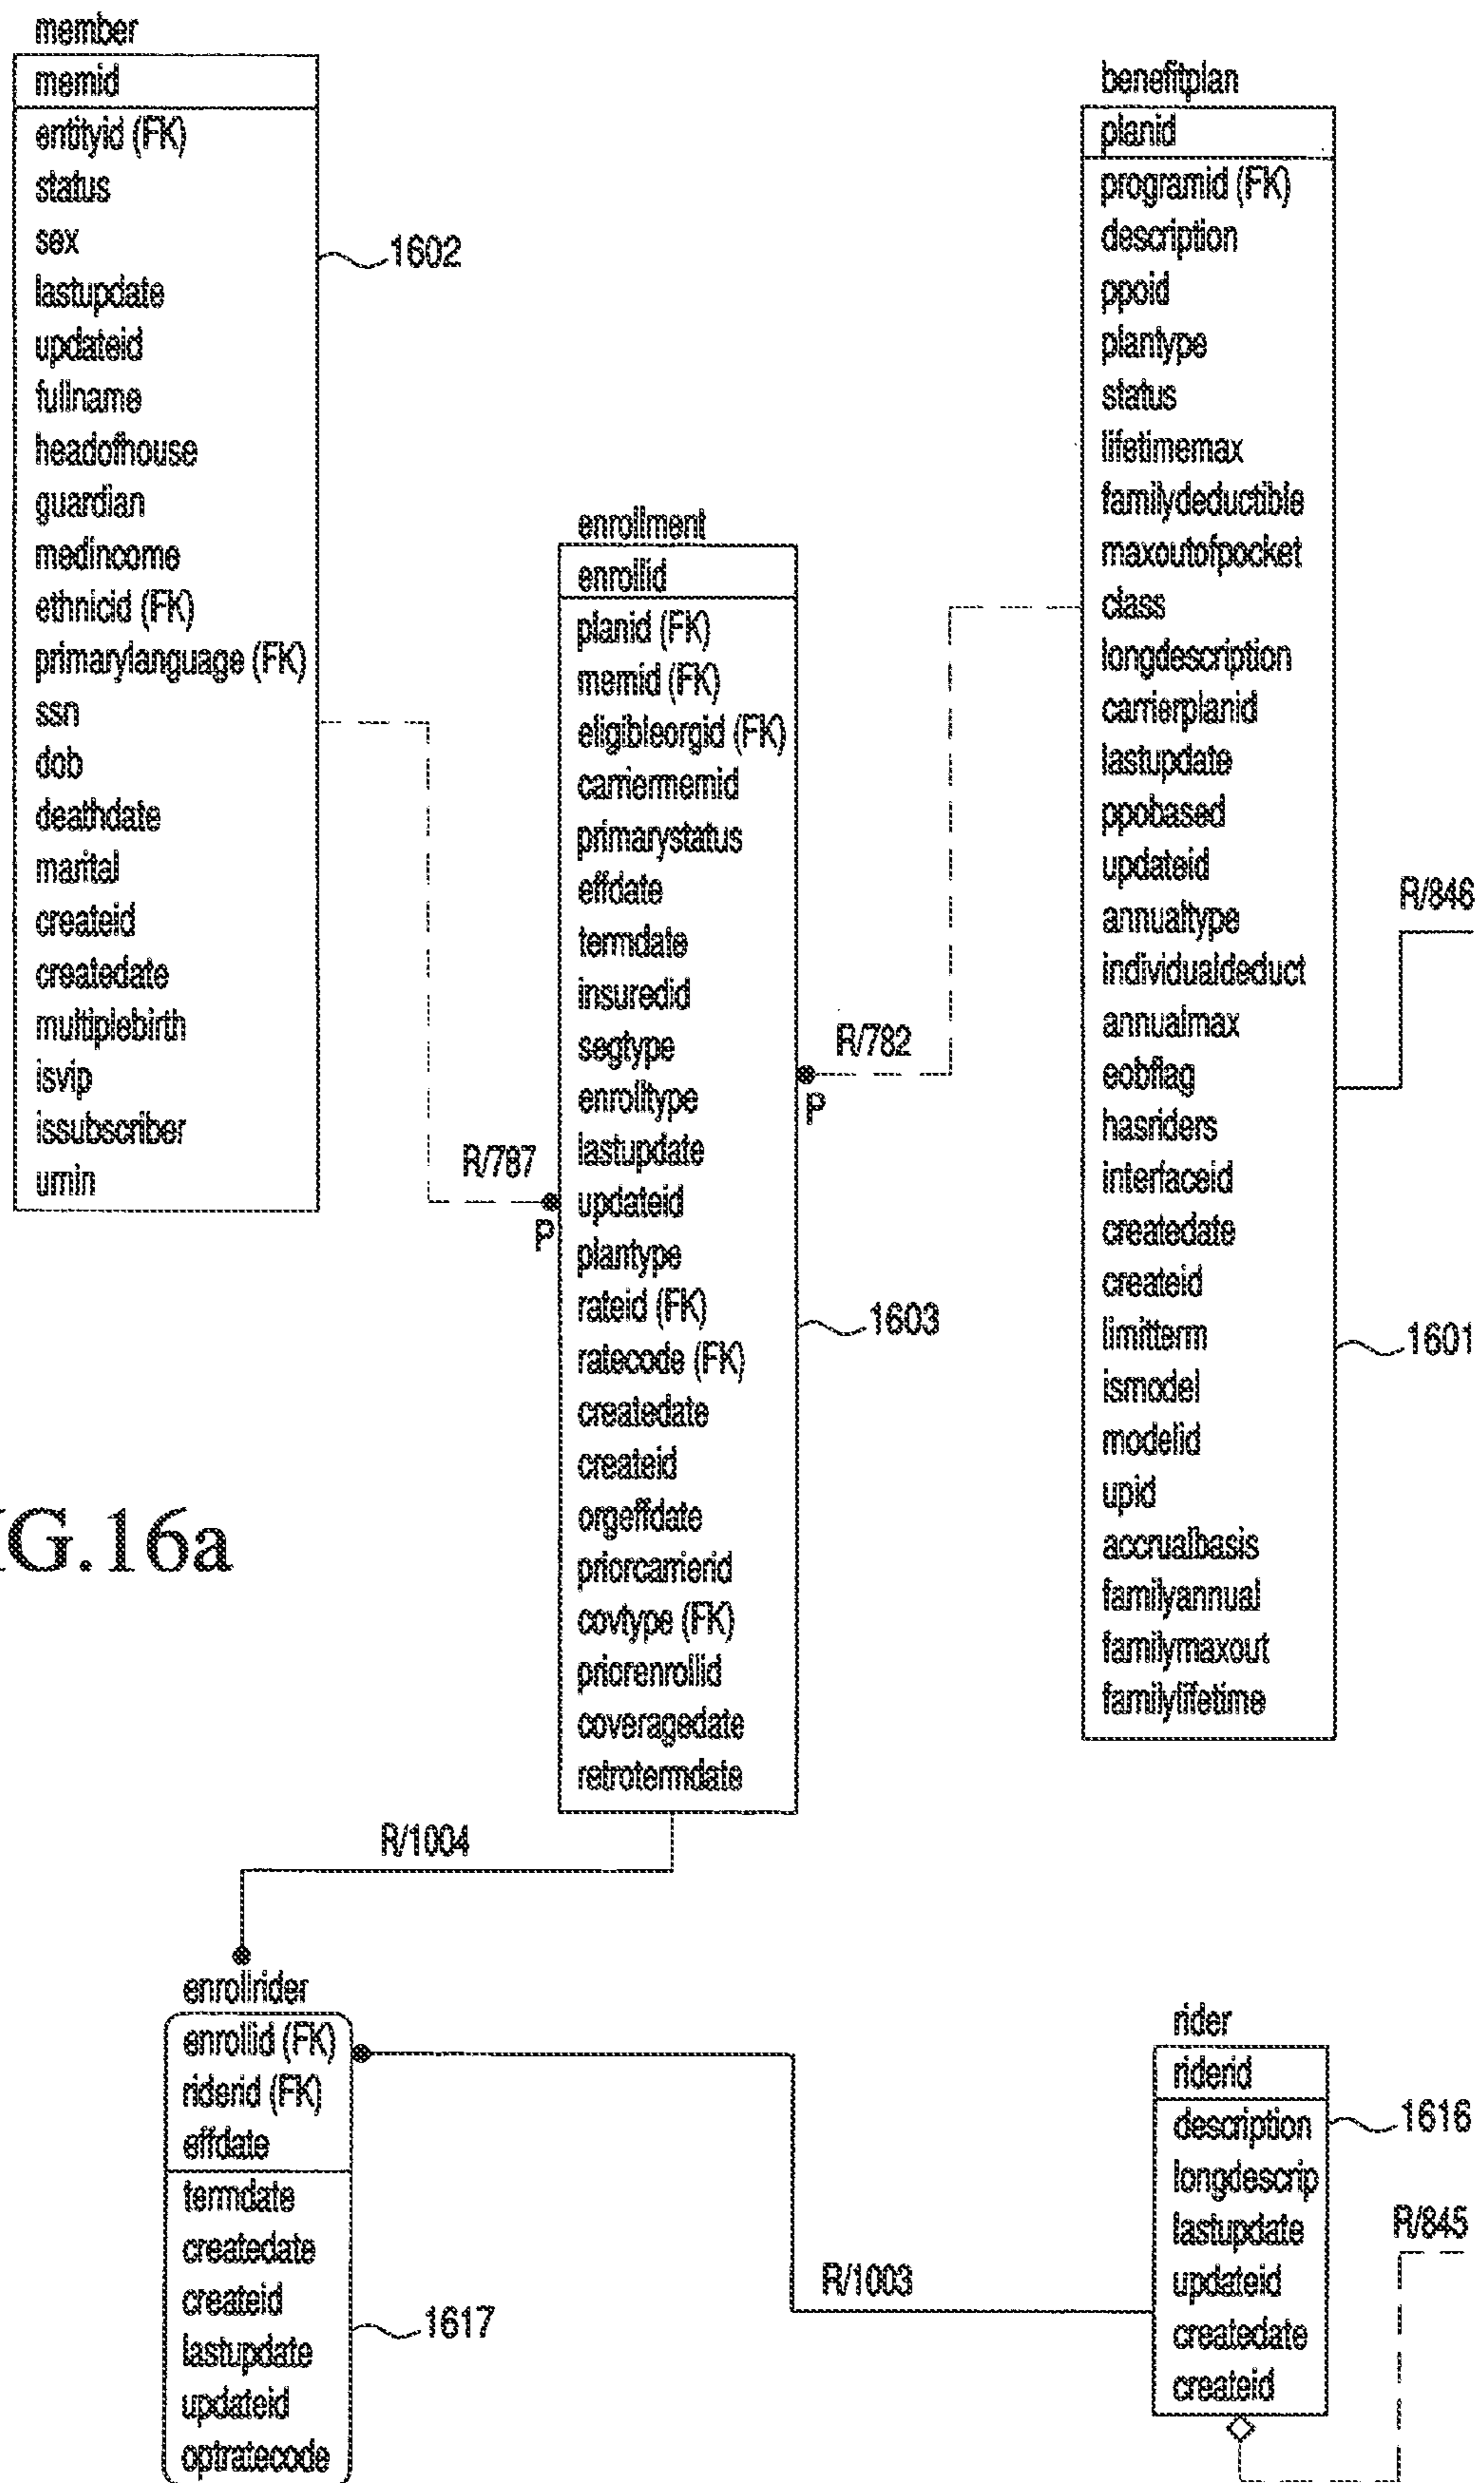 member
memid
entityid (FK)
status
sex
lastupdate
updateid
fullname
headofhouse
guardian
medincome
ethnicid (FK)
primarylanguage (FK)
ssn
dob
deathdate
marital
createid
createdate
multiplebirth
isvip
issubscriber
umin
1602
R/787
P
enrollment
enrollid
planid (FK)
memid (FK)
eligibleorgid (FK)
carriermemid
primarystatus
effdate
termdate
insuredid
segtype
enrolltype
lastupdate
updateid
plantype
rateid (FK)
ratecode (FK)
createdate
createid
orgeffdate
priorcarrierid
covtype (FK)
priorenrollid
coveragedate
retrotermdate
1603
R/782
P
benefitplan
planid
programid (FK)
description
ppoid
plantype
status
lifetimemax
familydeductible
maxoutofpocket
class
longdescription
carrierplanid
lastupdate
ppobased
updateid
annualtype
individualdeduct
annualmax
eobflag
hasriders
interfaceid
createdate
createid
limitterm
ismodel
modelid
upid
accrualbasis
familyannual
familymaxout
familylifetime
R/846
1601
IG.16a
R/1004
enrollrider
enrollid (FK)
riderid (FK)
effdate
termdate
createdate
createid
lastupdate
updateid
optratecode
1617
R/1003
rider
riderid
description
longdescrip
lastupdate
updateid
createdate
createid
1616
R/845